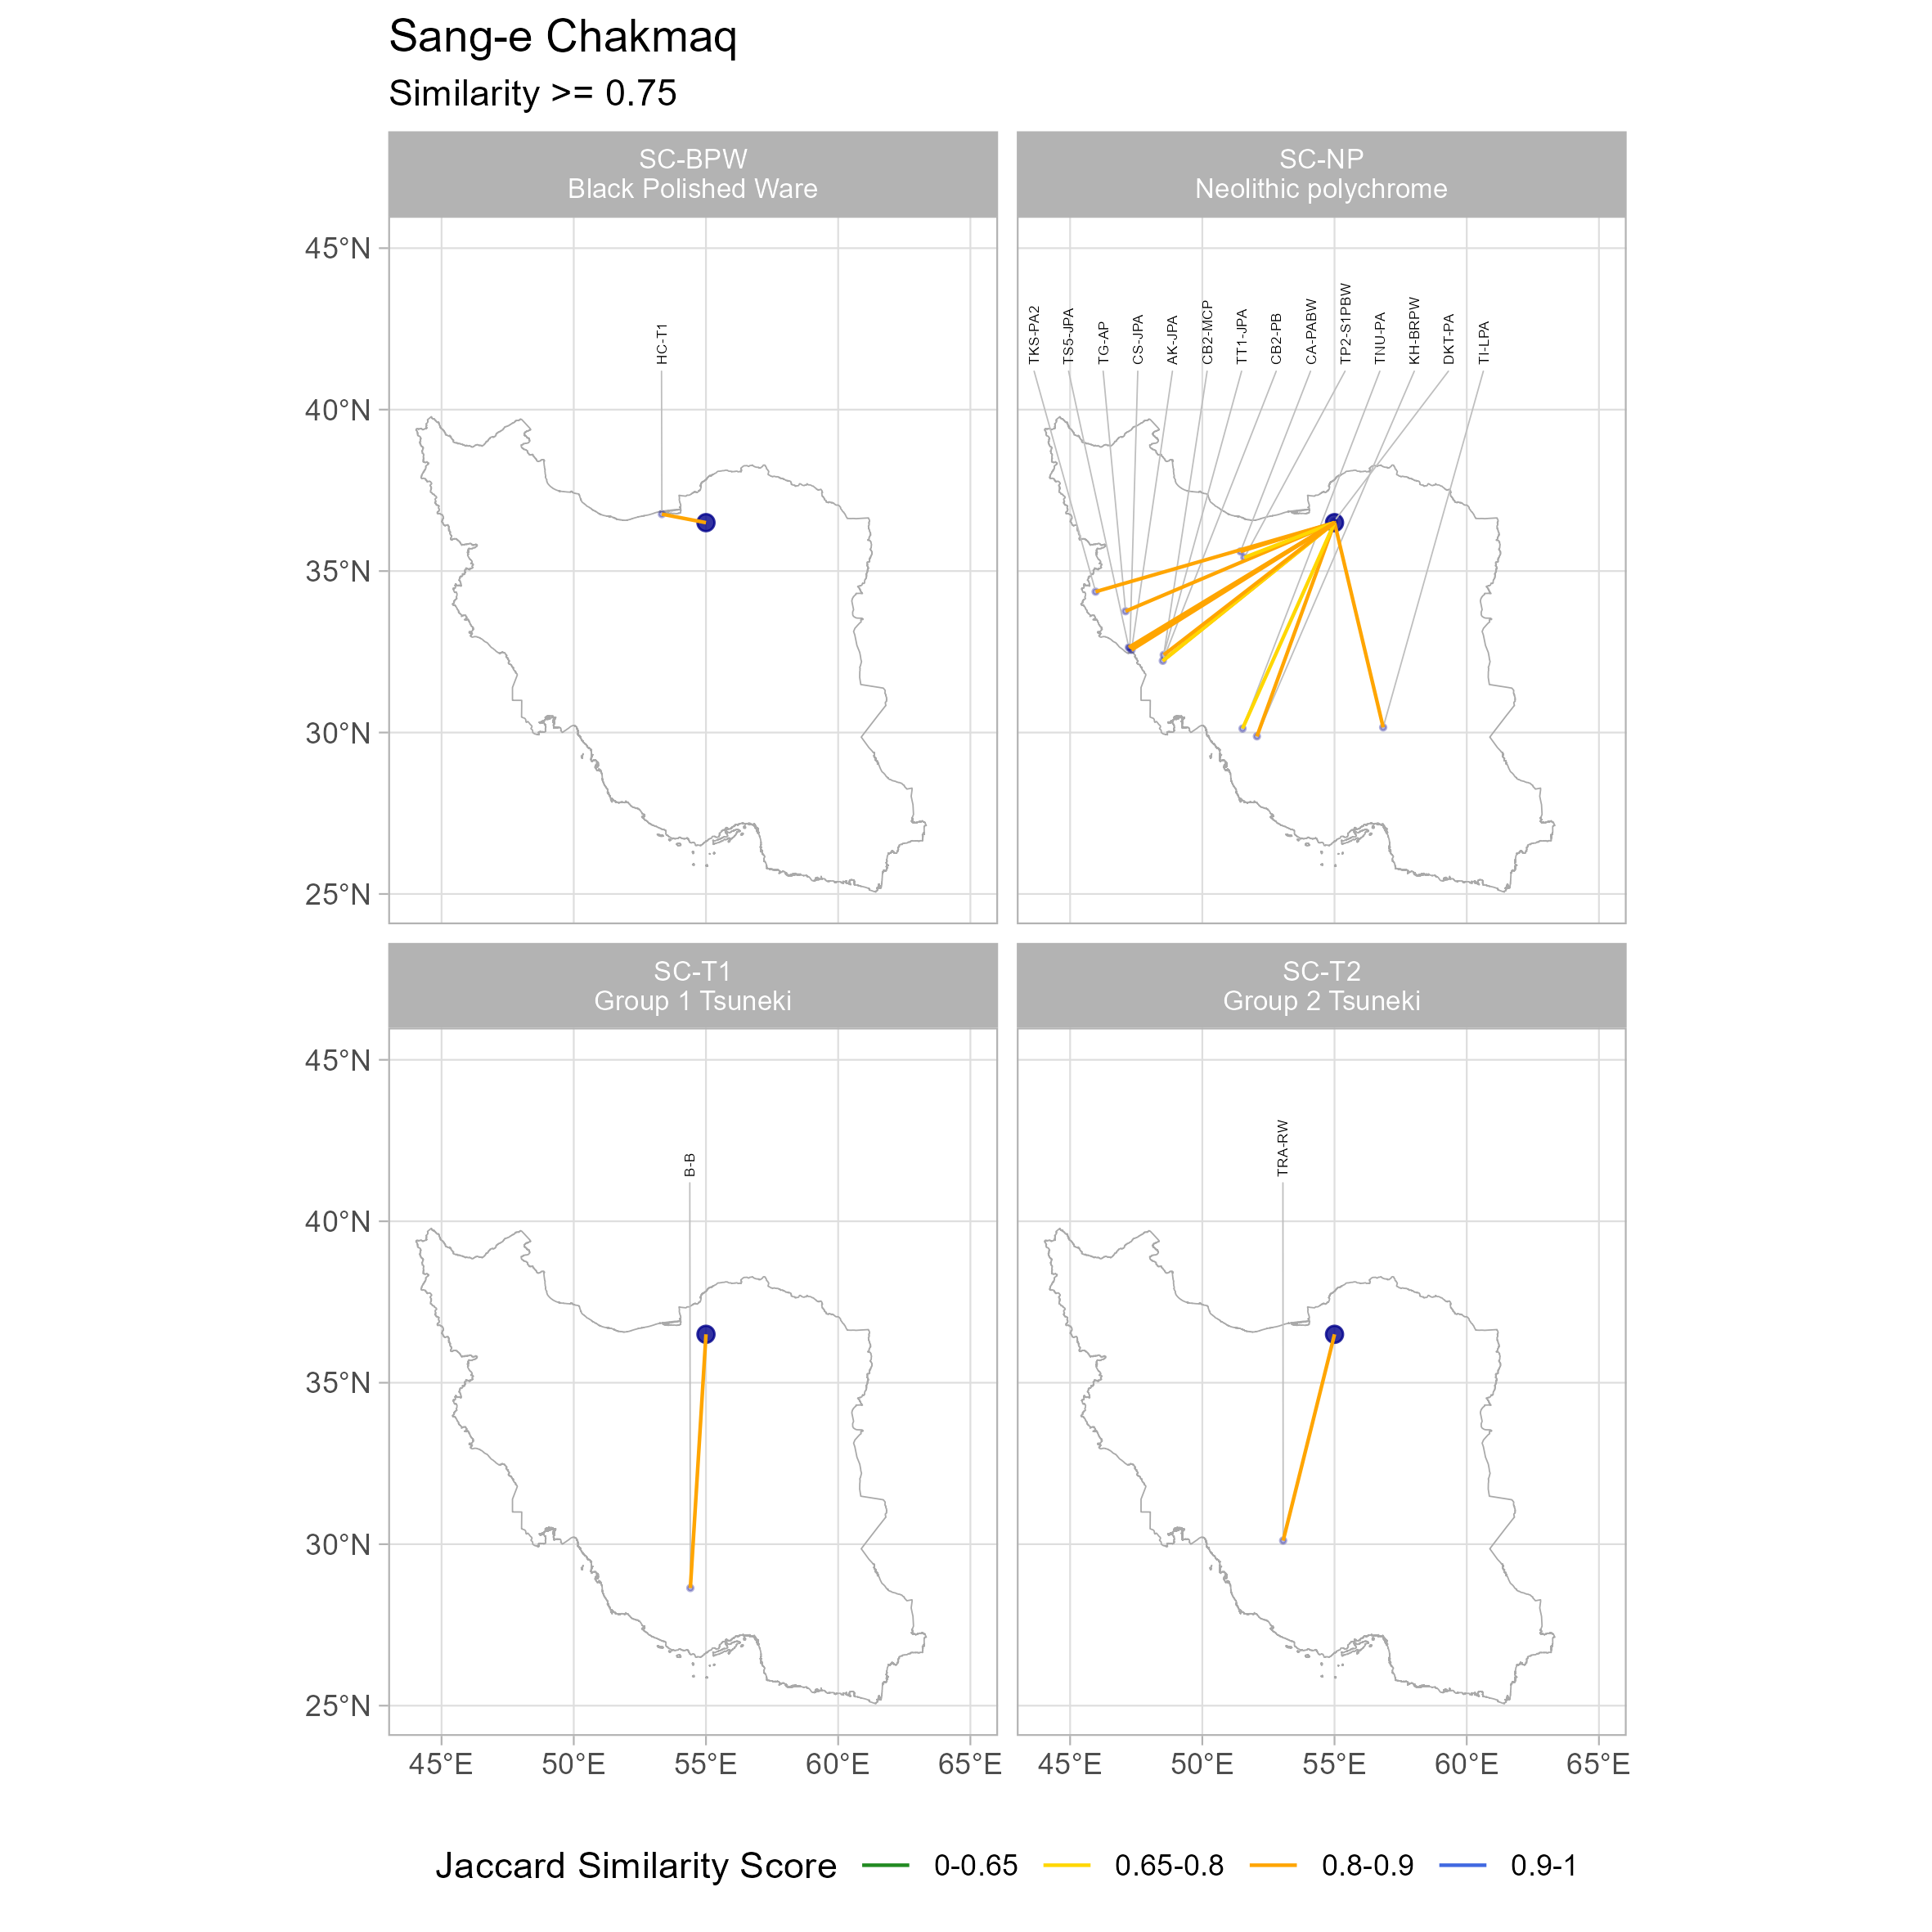 Sang-e Chakmaq
Similarity >= 0.75
SC-BPW
Black Polished Ware
SC-NP
Neolithic polychrome
45°N
40°N
35°N
30°N
25°N
HC-T1
TKS-PA2
TS5-JPA
TG-AP
CS-JPA
AK-JPA
CB2-MCP
TT1-JPA
CB2-PB
CA-PABW
TP2-S1PBW
TNU-PA
KH-BRPW
DKT-PA
TI-LPA
SC-T1
Group 1 Tsuneki
SC-T2
Group 2 Tsuneki
45°N
40°N
35°N
30°N
25°N
B-B
TRA-RW
45°E 50°E 55°E 60°E 65°E
45°E 50°E 55°E 60°E 65°E
Jaccard Similarity Score 0-0.65 0.65-0.8 0.8-0.9 0.9-1